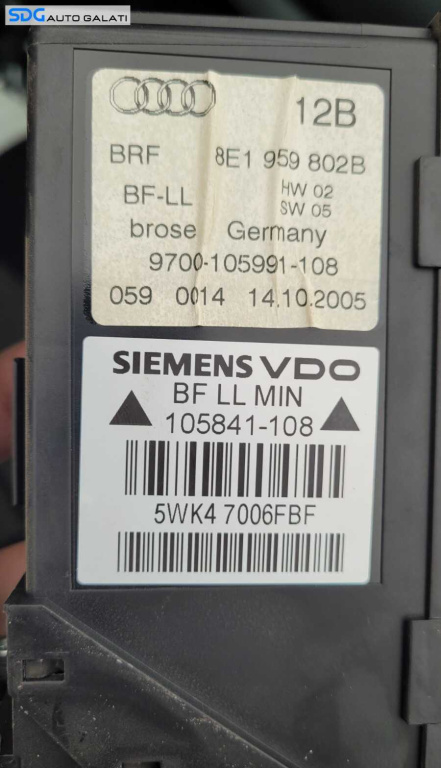 SDG AUTO GALATI
12B
BRF 8E1 959 802B
BF-LL HW 02
SW 05
brose Germany
9700-105991-108
059 0014 14.10.2005
SIEMENS VDO
BF LL MIN
105841-108
5WK4 7006FBF